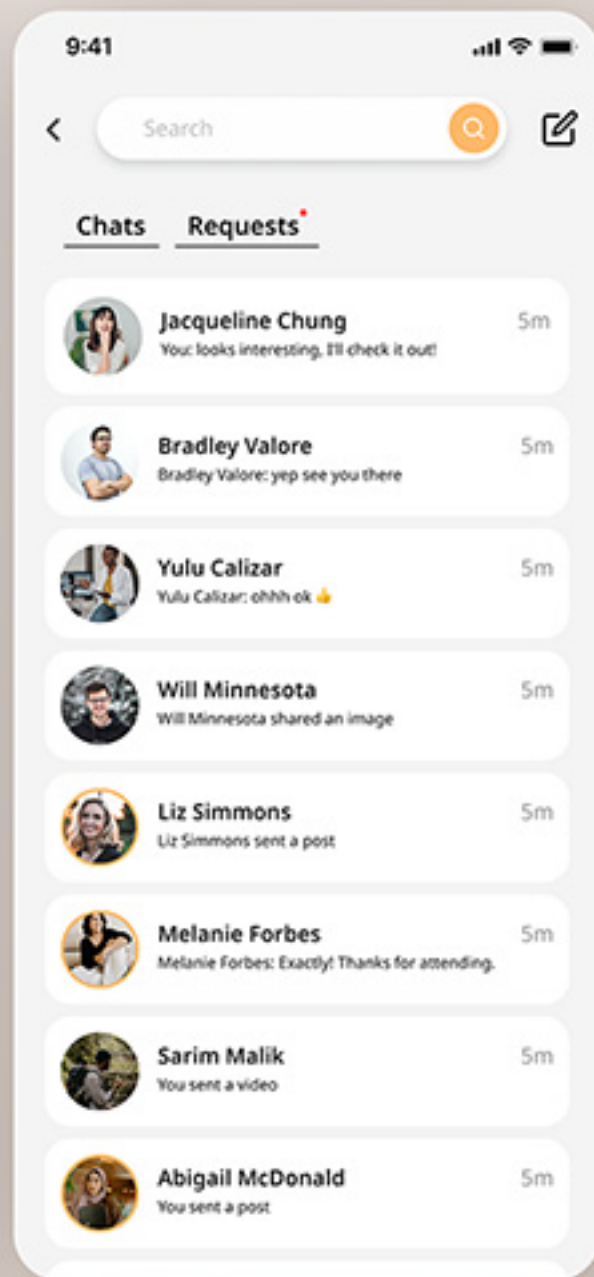 9:41
Search
Chats Requests
Jacqueline Chung 5m
You: looks interesting, I'll check it out!
Bradley Valore 5m
Bradley Valore: yep see you there
Yulu Calizar 5m
Yulu Calizar: ohhh ok 👍
Will Minnesota 5m
Will Minnesota shared an image
Liz Simmons 5m
Liz Simmons sent a post
Melanie Forbes 5m
Melanie Forbes: Exactly! Thanks for attending.
Sarim Malik 5m
You sent a video
Abigail McDonald 5m
You sent a post